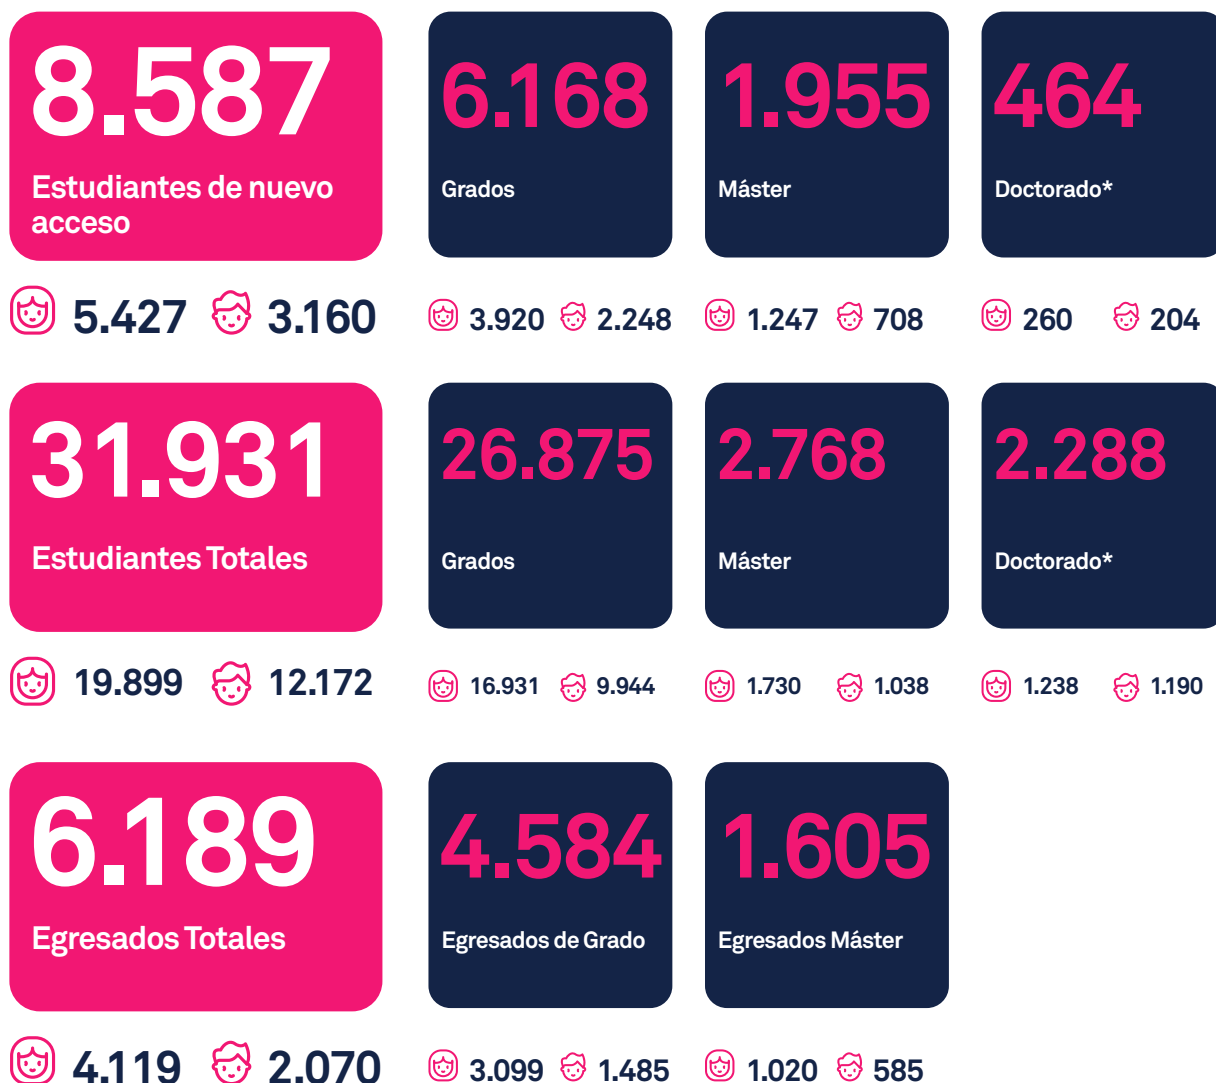 8.587
Estudiantes de nuevo
acceso
5.427 3.160
6.168
Grados
3.920 2.248
1.955
Máster
1.247 708
464
Doctorado*
260 204
31.931
Estudiantes Totales
19.899 12.172
26.875
Grados
16.931 9.944
2.768
Máster
1.730 1.038
2.288
Doctorado*
1.238 1.190
6.189
Egresados Totales
4.119 2.070
4.584
Egresados de Grado
3.099 1.485
1.605
Egresados Máster
1.020 585